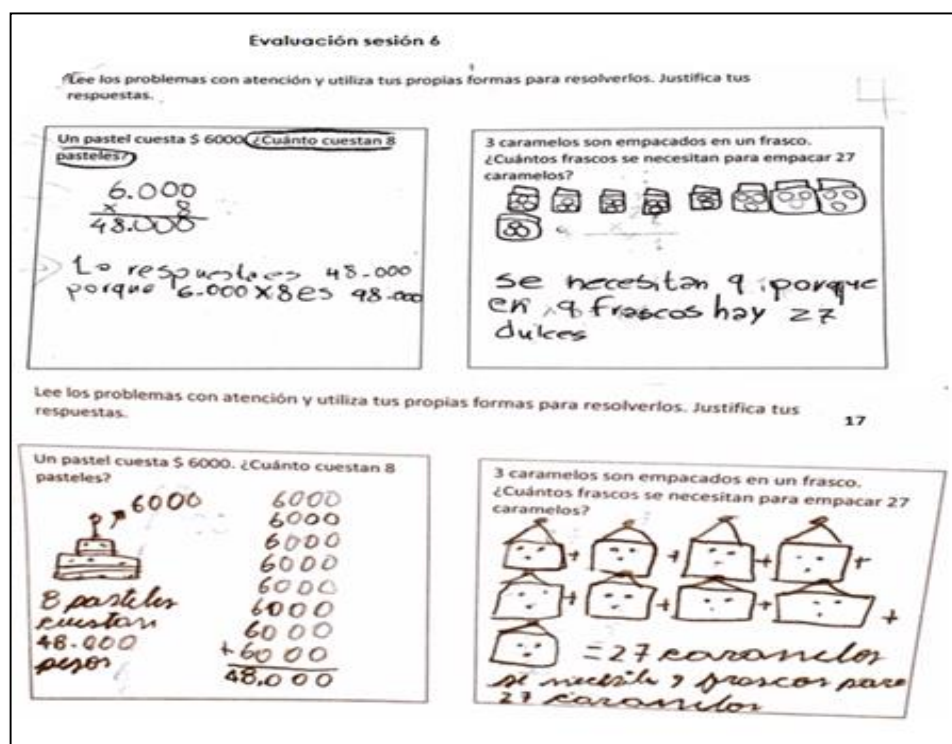 Evaluación sesión 6
Lee los problemas con atención y utiliza tus propias formas para resolverlos. Justifica tus
respuestas.
Un pastel cuesta $ 6000. ¿Cuánto cuestan 8
pasteles?
6.000
x 8
48.000
La respuesta es 48.000
porque 6.000 x 8 es 48.000
3 caramelos son empacados en un frasco.
¿Cuántos frascos se necesitan para empacar 27
caramelos?
se necesitan 9 porque
en 9 frascos hay 27
dulces
Lee los problemas con atención y utiliza tus propias formas para resolverlos. Justifica tus
respuestas.
17
Un pastel cuesta $ 6000. ¿Cuánto cuestan 8
pasteles?
6000
8 pasteles
cuestan
48.000
pesos
6000
6000
6000
6000
6000
6000
6000
+ 6000
48.000
3 caramelos son empacados en un frasco.
¿Cuántos frascos se necesitan para empacar 27
caramelos?
+ + + +
+ + + +
= 27 caramelos
se necesita 9 frascos para
27 caramelos